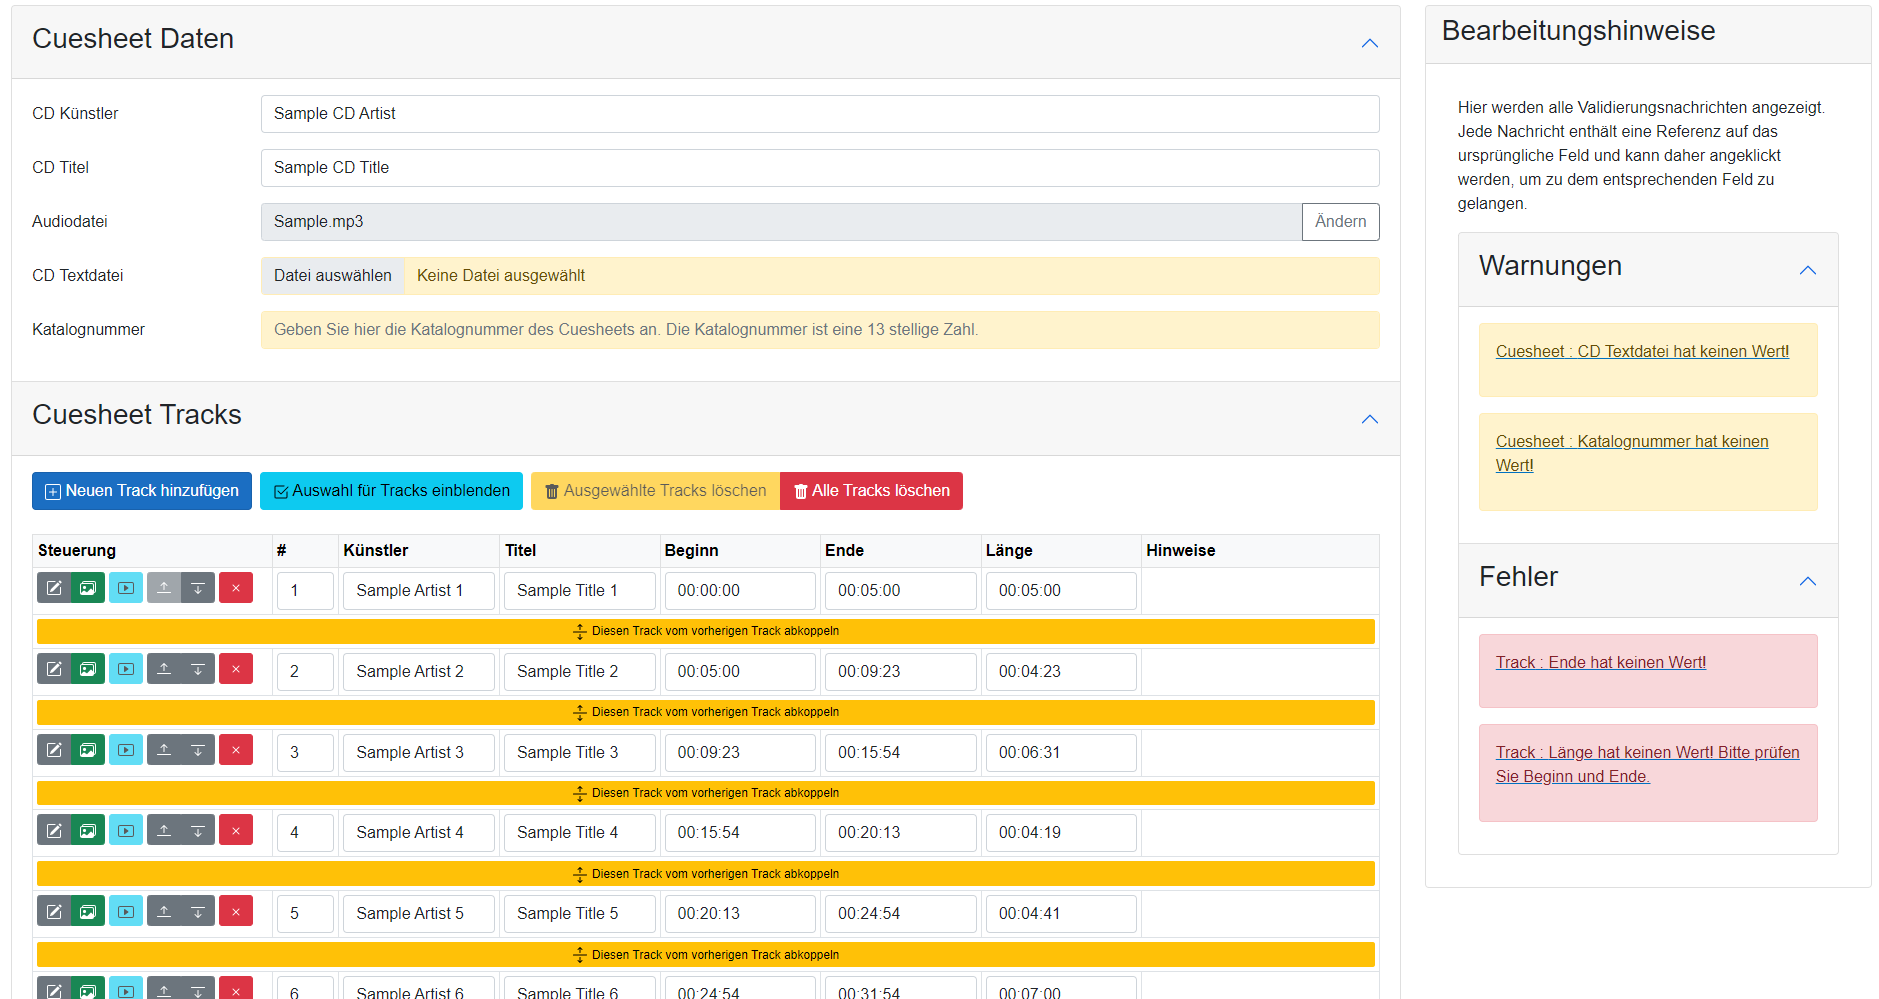 Cuesheet Daten
CD Künstler
Sample CD Artist
CD Titel
Sample CD Title
Audiodatei
Sample.mp3
Ändern
CD Textdatei
Datei auswählen
Keine Datei ausgewählt
Katalognummer
Geben Sie hier die Katalognummer des Cuesheets an. Die Katalognummer ist eine 13 stellige Zahl.
Cuesheet Tracks
Neuen Track hinzufügen
Auswahl für Tracks einblenden
Ausgewählte Tracks löschen
Alle Tracks löschen
Steuerung # Künstler Titel Beginn Ende Länge Hinweise
1 Sample Artist 1 Sample Title 1 00:00:00 00:05:00 00:05:00
Diesen Track vom vorherigen Track abkoppeln
2 Sample Artist 2 Sample Title 2 00:05:00 00:09:23 00:04:23
Diesen Track vom vorherigen Track abkoppeln
3 Sample Artist 3 Sample Title 3 00:09:23 00:15:54 00:06:31
Diesen Track vom vorherigen Track abkoppeln
4 Sample Artist 4 Sample Title 4 00:15:54 00:20:13 00:04:19
Diesen Track vom vorherigen Track abkoppeln
5 Sample Artist 5 Sample Title 5 00:20:13 00:24:54 00:04:41
Diesen Track vom vorherigen Track abkoppeln
6 Sample Artist 6 Sample Title 6 00:24:54 00:31:54 00:07:00
Bearbeitungshinweise
Hier werden alle Validierungsnachrichten angezeigt.
Jede Nachricht enthält eine Referenz auf das
ursprüngliche Feld und kann daher angeklickt
werden, um zu dem entsprechenden Feld zu
gelangen.
Warnungen
Cuesheet : CD Textdatei hat keinen Wert!
Cuesheet : Katalognummer hat keinen
Wert!
Fehler
Track : Ende hat keinen Wert!
Track : Länge hat keinen Wert! Bitte prüfen
Sie Beginn und Ende.